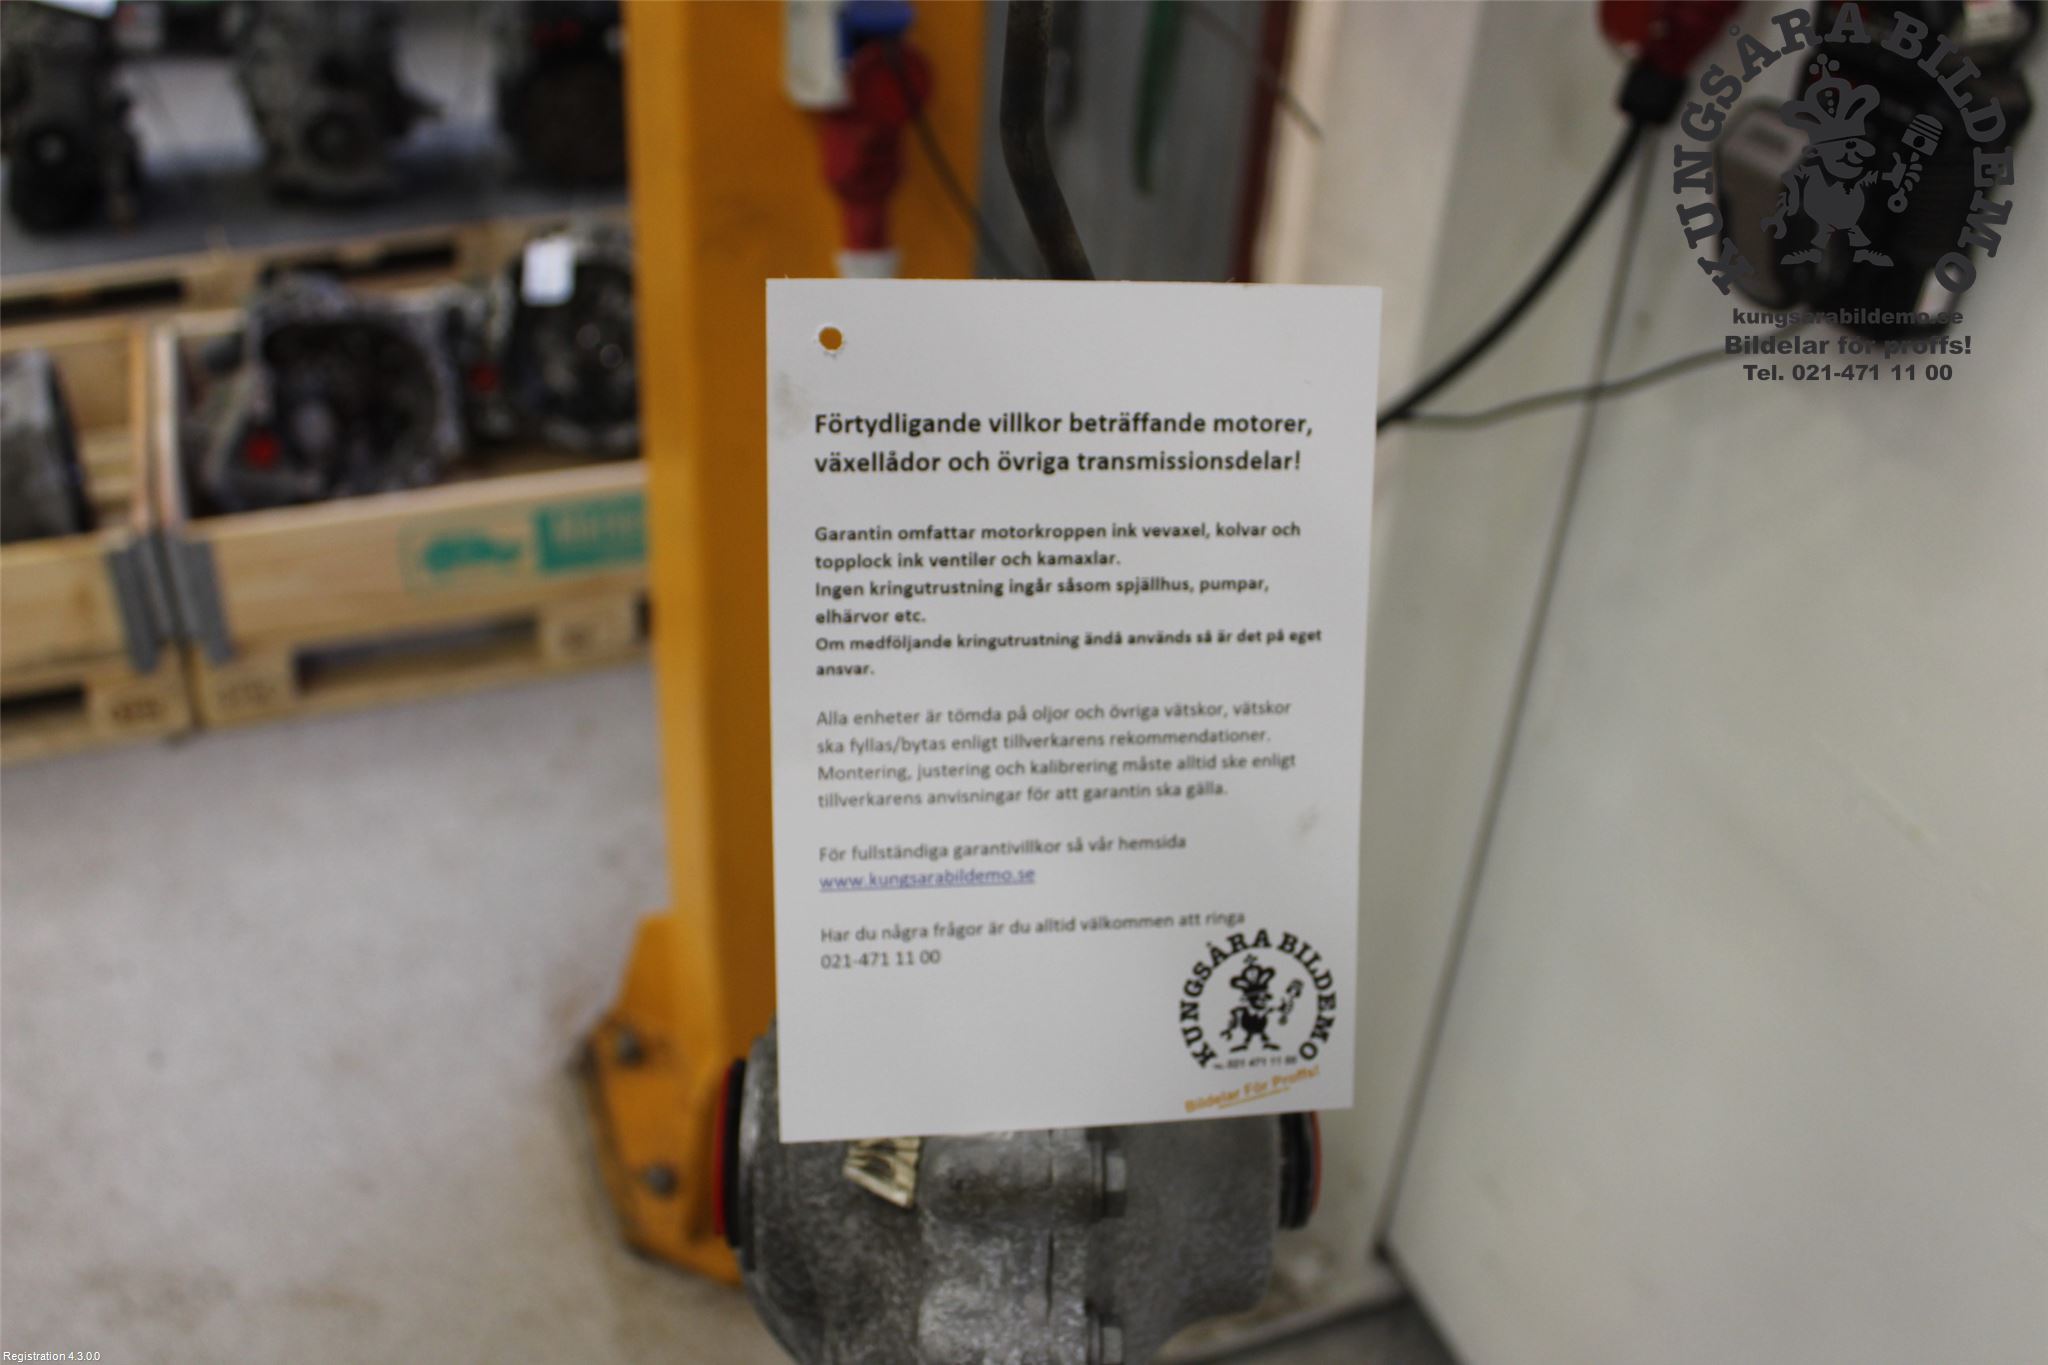 KUNGSÅRA BILDEMO
kungsarabildemo.se
Bildelar för proffs!
Tel. 021-471 11 00
Förtydligande villkor beträffande motorer,
växellådor och övriga transmissionsdelar!
Garantin omfattar motorkroppen ink vevaxel, kolvar och
topplock ink ventiler och kamaxlar.
Ingen kringutrustning ingår såsom spjällhus, pumpar,
elhärvor etc.
Om medföljande kringutrustning ändå används så är det på eget
ansvar.
Alla enheter är tömda på oljor och övriga vätskor, vätskor
ska fyllas/bytas enligt tillverkarens rekommendationer.
Montering, justering och kalibrering måste alltid ske enligt
tillverkarens anvisningar för att garantin ska gälla.
För fullständiga garantivillkor så vår hemsida
www.kungsarabildemo.se
Har du några frågor är du alltid välkommen att ringa
021-471 11 00
KUNGSÅRA BILDEMO
021 471 11 00
Bildelar För Proffs!
Registration 4.3.0.0